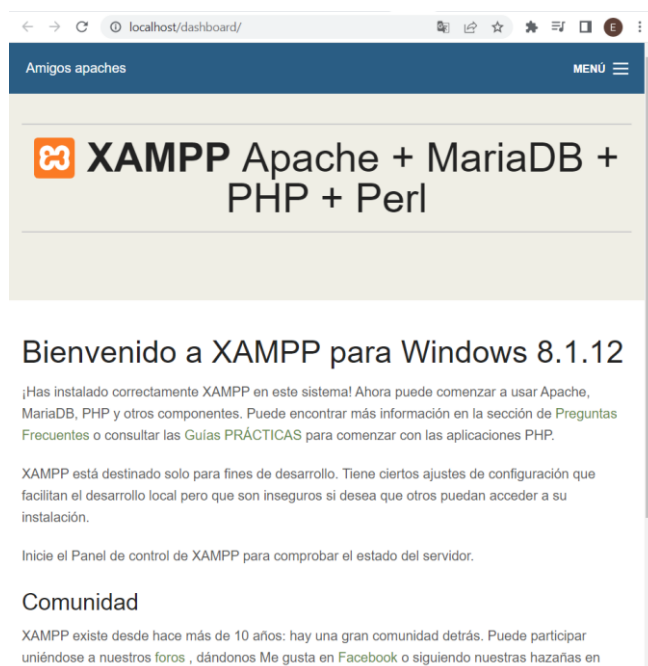 localhost/dashboard/
E
Amigos apaches
MENÚ
XAMPP Apache + MariaDB +
PHP + Perl
Bienvenido a XAMPP para Windows 8.1.12
¡Has instalado correctamente XAMPP en este sistema! Ahora puede comenzar a usar Apache,
MariaDB, PHP y otros componentes. Puede encontrar más información en la sección de Preguntas
Frecuentes o consultar las Guías PRÁCTICAS para comenzar con las aplicaciones PHP.
XAMPP está destinado solo para fines de desarrollo. Tiene ciertos ajustes de configuración que
facilitan el desarrollo local pero que son inseguros si desea que otros puedan acceder a su
instalación.
Inicie el Panel de control de XAMPP para comprobar el estado del servidor.
Comunidad
XAMPP existe desde hace más de 10 años: hay una gran comunidad detrás. Puede participar
uniéndose a nuestros foros , dándonos Me gusta en Facebook o siguiendo nuestras hazañas en